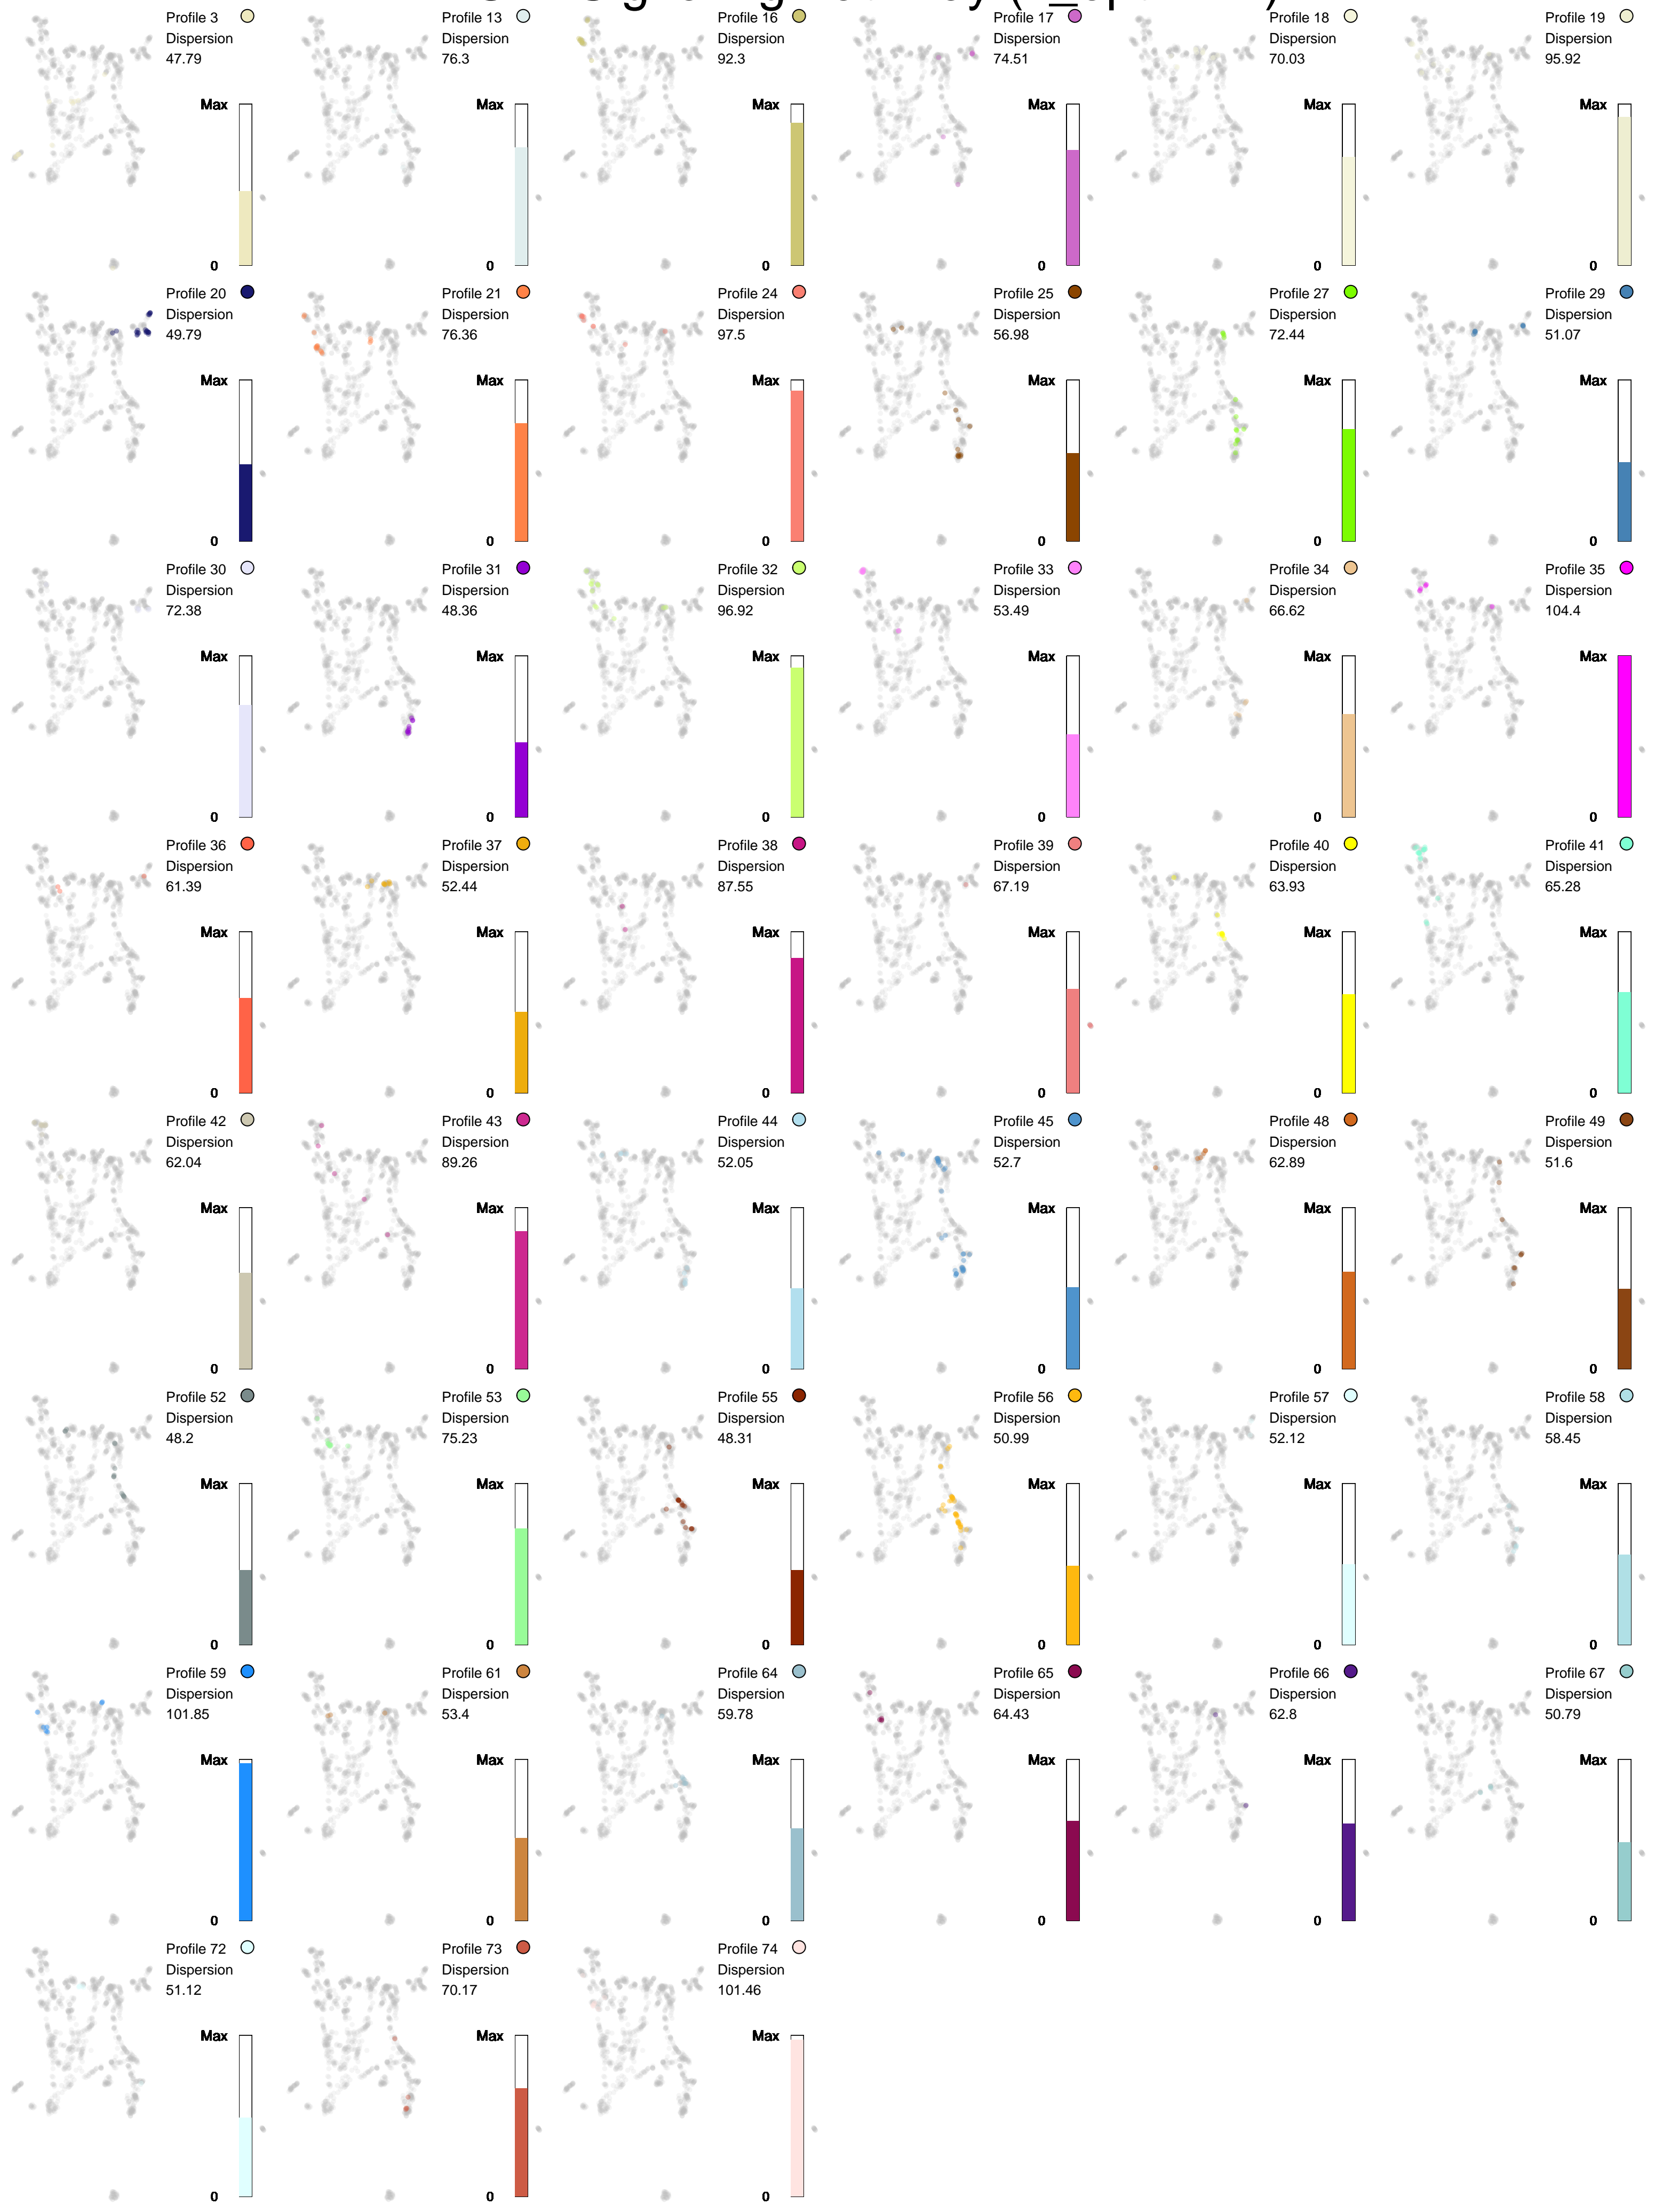 Profile 3
Dispersion
47.79
Max
0
Profile 13
Dispersion
76.3
Max
0
Profile 16
Dispersion
92.3
Max
0
Profile 17
Dispersion
74.51
Max
0
Profile 18
Dispersion
70.03
Max
0
Profile 19
Dispersion
95.92
Max
0
Profile 20
Dispersion
49.79
Max
0
Profile 21
Dispersion
76.36
Max
0
Profile 24
Dispersion
97.5
Max
0
Profile 25
Dispersion
56.98
Max
0
Profile 27
Dispersion
72.44
Max
0
Profile 29
Dispersion
51.07
Max
0
Profile 30
Dispersion
72.38
Max
0
Profile 31
Dispersion
48.36
Max
0
Profile 32
Dispersion
96.92
Max
0
Profile 33
Dispersion
53.49
Max
0
Profile 34
Dispersion
66.62
Max
0
Profile 35
Dispersion
104.4
Max
0
Profile 36
Dispersion
61.39
Max
0
Profile 37
Dispersion
52.44
Max
0
Profile 38
Dispersion
87.55
Max
0
Profile 39
Dispersion
67.19
Max
0
Profile 40
Dispersion
63.93
Max
0
Profile 41
Dispersion
65.28
Max
0
Profile 42
Dispersion
62.04
Max
0
Profile 43
Dispersion
89.26
Max
0
Profile 44
Dispersion
52.05
Max
0
Profile 45
Dispersion
52.7
Max
0
Profile 48
Dispersion
62.89
Max
0
Profile 49
Dispersion
51.6
Max
0
Profile 52
Dispersion
48.2
Max
0
Profile 53
Dispersion
75.23
Max
0
Profile 55
Dispersion
48.31
Max
0
Profile 56
Dispersion
50.99
Max
0
Profile 57
Dispersion
52.12
Max
0
Profile 58
Dispersion
58.45
Max
0
Profile 59
Dispersion
101.85
Max
0
Profile 61
Dispersion
53.4
Max
0
Profile 64
Dispersion
59.78
Max
0
Profile 65
Dispersion
64.43
Max
0
Profile 66
Dispersion
62.8
Max
0
Profile 67
Dispersion
50.79
Max
0
Profile 72
Dispersion
51.12
Max
0
Profile 73
Dispersion
70.17
Max
0
Profile 74
Dispersion
101.46
Max
0